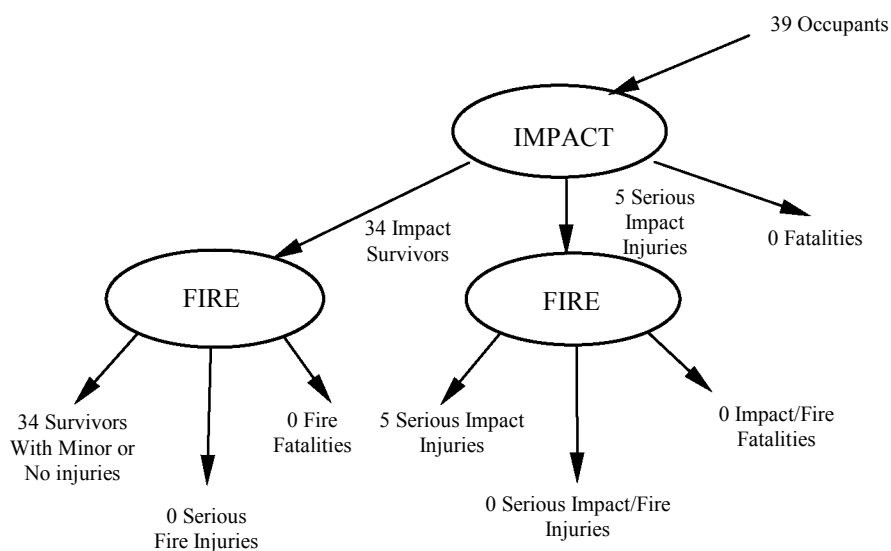 39 Occupants
IMPACT
34 Impact
Survivors
5 Serious
Impact
Injuries
0 Fatalities
FIRE
FIRE
34 Survivors
With Minor or
No injuries
0 Serious
Fire Injuries
0 Fire
Fatalities
5 Serious Impact
Injuries
0 Serious Impact/Fire
Injuries
0 Impact/Fire
Fatalities